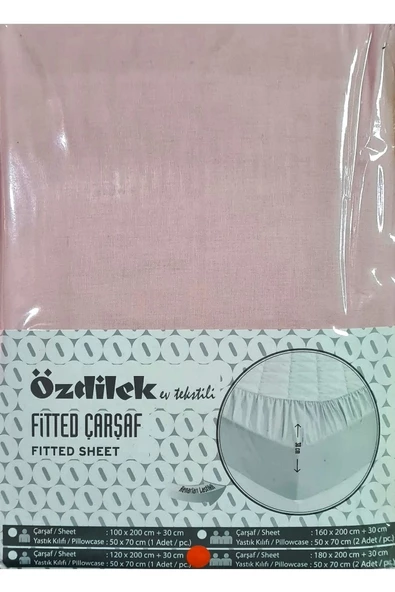 Özdilek ev tekstili
FiTTED ÇARŞAF
FITTED SHEET
Kenarları Lastikli
Çarşaf / Sheet : 100 x 200 cm + 30 cm
Yastık Kılıfı / Pillowcase : 50 x 70 cm (1 Adet / pc.)
Çarşaf / Sheet : 160 x 200 cm + 30 cm
Yastık Kılıfı / Pillowcase : 50 x 70 cm (2 Adet / pc.)
Çarşaf / Sheet : 120 x 200 cm + 30 cm
Yastık Kılıfı / Pillowcase : 50 x 70 cm (1 Adet / pc.)
Çarşaf / Sheet : 180 x 200 cm + 30 cm
Yastık Kılıfı / Pillowcase : 50 x 70 cm (2 Adet / pc.)